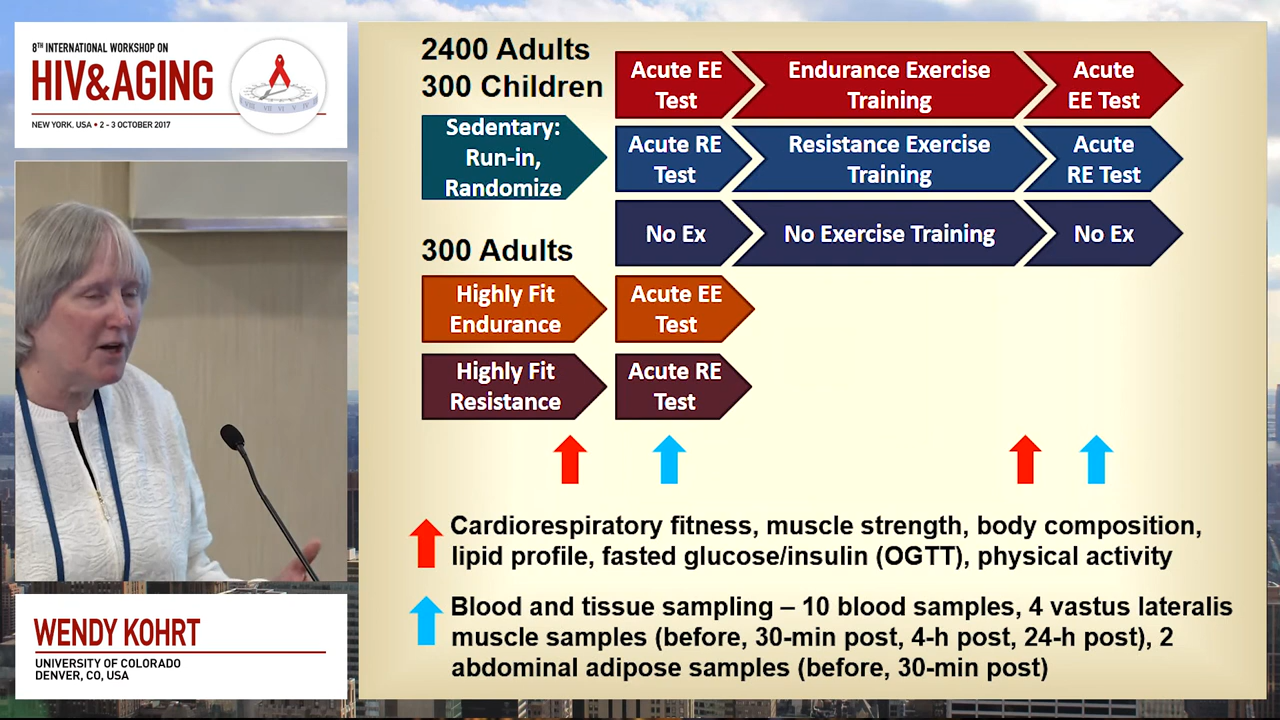 8TH INTERNATIONAL WORKSHOP ON
HIV&AGING
NEW YORK, USA • 2 - 3 OCTOBER 2017
WENDY KOHRT
UNIVERSITY OF COLORADO
DENVER, CO, USA
2400 Adults
300 Children
Sedentary:
Run-in,
Randomize
Acute EE
Test
Endurance Exercise
Training
Acute
EE Test
Acute RE
Test
Resistance Exercise
Training
Acute
RE Test
No Ex
No Exercise Training
No Ex
300 Adults
Highly Fit
Endurance
Acute EE
Test
Highly Fit
Resistance
Acute RE
Test
Cardiorespiratory fitness, muscle strength, body composition,
lipid profile, fasted glucose/insulin (OGTT), physical activity
Blood and tissue sampling – 10 blood samples, 4 vastus lateralis
muscle samples (before, 30-min post, 4-h post, 24-h post), 2
abdominal adipose samples (before, 30-min post)